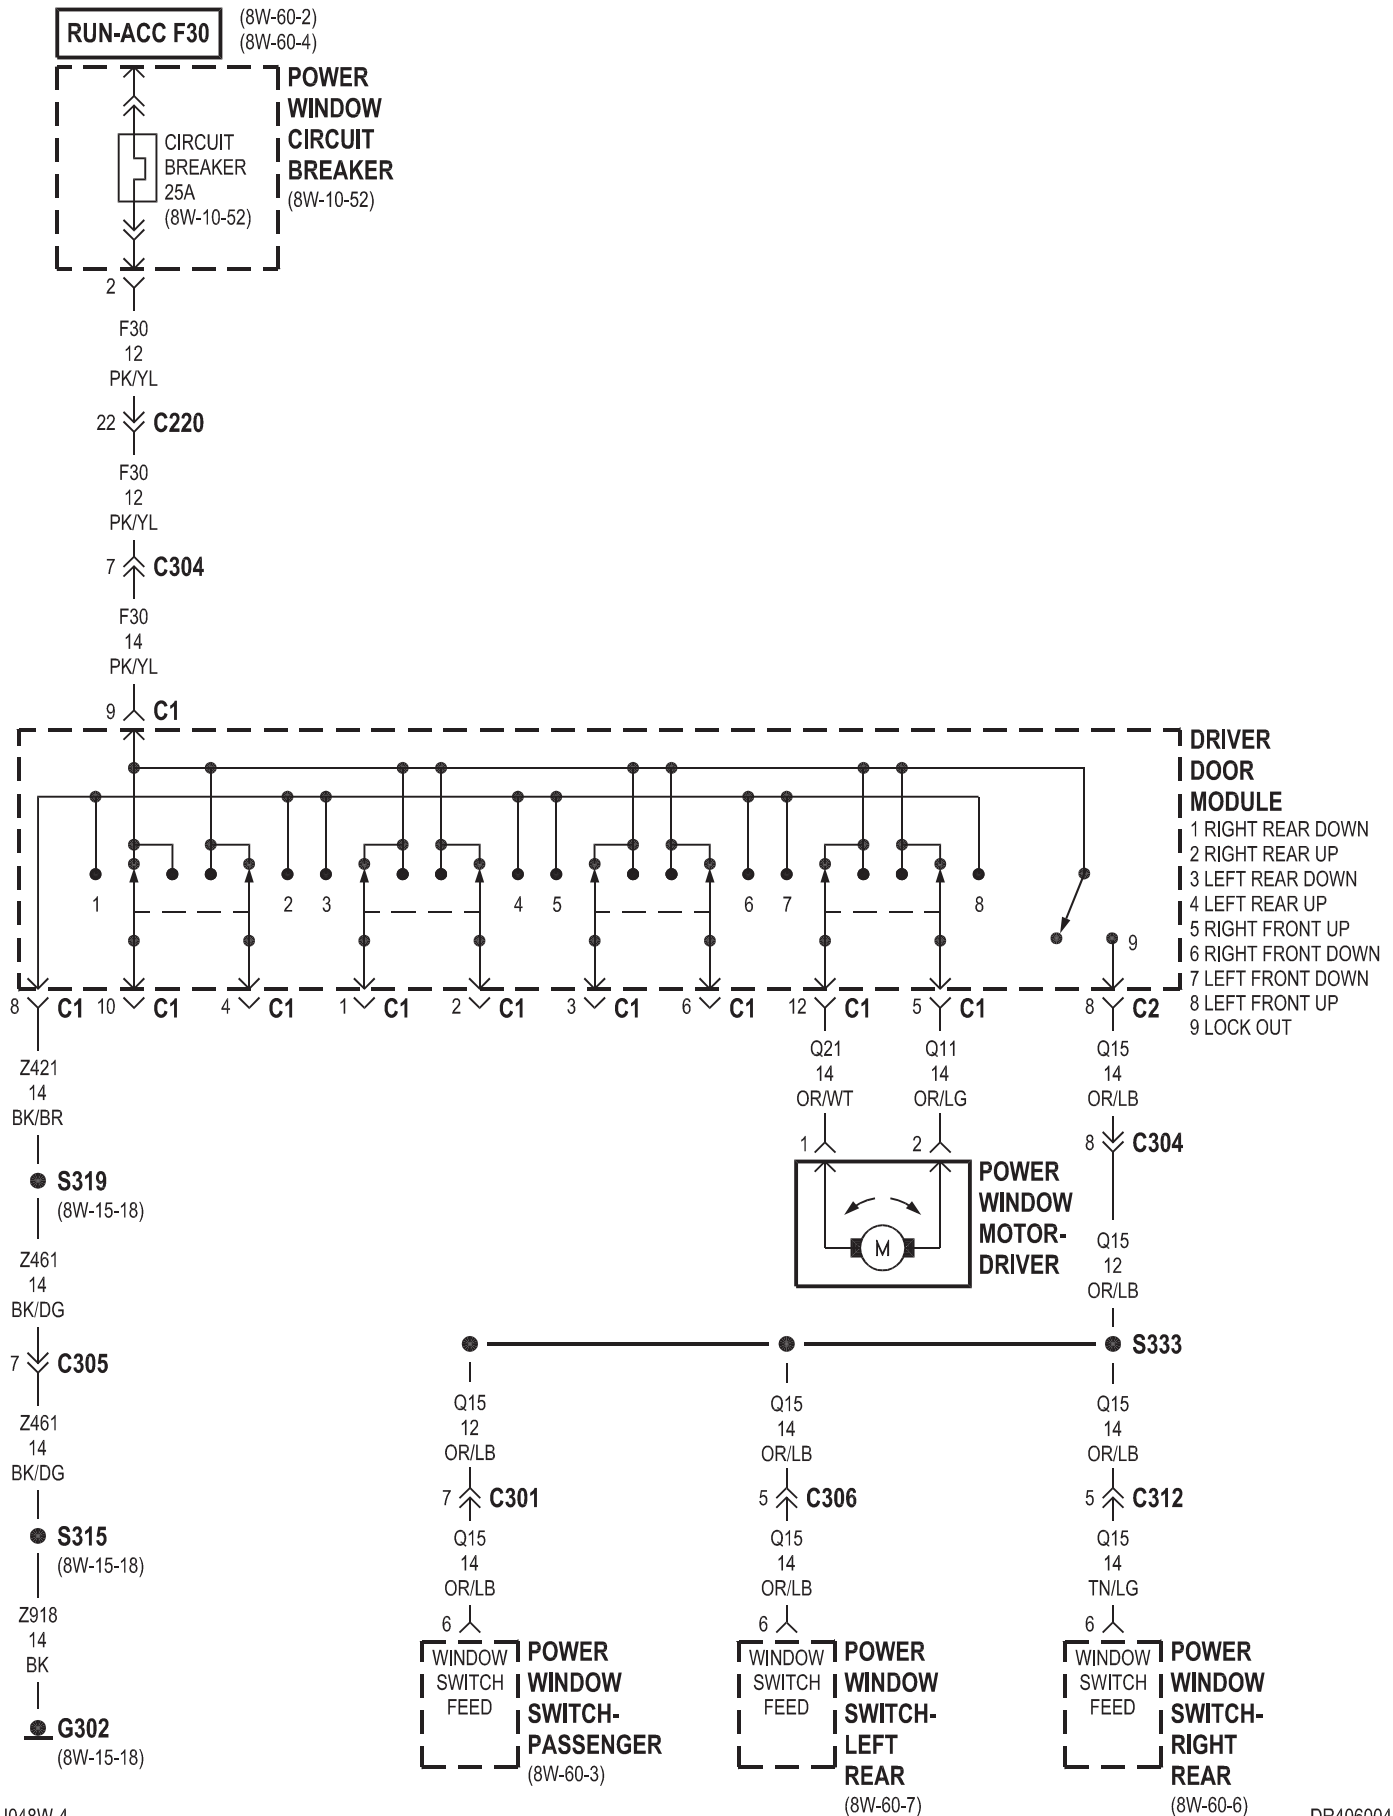 RUN-ACC F30
(8W-60-2)
(8W-60-4)
POWER
WINDOW
CIRCUIT
BREAKER
(8W-10-52)
CIRCUIT
BREAKER
25A
(8W-10-52)
2
F30
12
PK/YL
22 C220
F30
12
PK/YL
7 C304
F30
14
PK/YL
9 C1
DRIVER
DOOR
MODULE
1 RIGHT REAR DOWN
2 RIGHT REAR UP
3 LEFT REAR DOWN
4 LEFT REAR UP
5 RIGHT FRONT UP
6 RIGHT FRONT DOWN
7 LEFT FRONT DOWN
8 LEFT FRONT UP
9 LOCK OUT
1 2 3 4 5 6 7 8
9
8 C1 10 C1 4 C1 1 C1 2 C1 3 C1 6 C1 12 C1 5 C1 8 C2
Z421
14
BK/BR
S319
(8W-15-18)
Z461
14
BK/DG
7 C305
Z461
14
BK/DG
S315
(8W-15-18)
Z918
14
BK
G302
(8W-15-18)
Q21
14
OR/WT
1
Q11
14
OR/LG
2
M
POWER
WINDOW
MOTOR-
DRIVER
Q15
14
OR/LB
8 C304
Q15
12
OR/LB
S333
Q15
12
OR/LB
7 C301
Q15
14
OR/LB
6
WINDOW
SWITCH
FEED
POWER
WINDOW
SWITCH-
PASSENGER
(8W-60-3)
Q15
14
OR/LB
5 C306
Q15
14
OR/LB
6
WINDOW
SWITCH
FEED
POWER
WINDOW
SWITCH-
LEFT
REAR
(8W-60-7)
Q15
14
OR/LB
5 C312
Q15
14
TN/LG
6
WINDOW
SWITCH
FEED
POWER
WINDOW
SWITCH-
RIGHT
REAR
(8W-60-6)